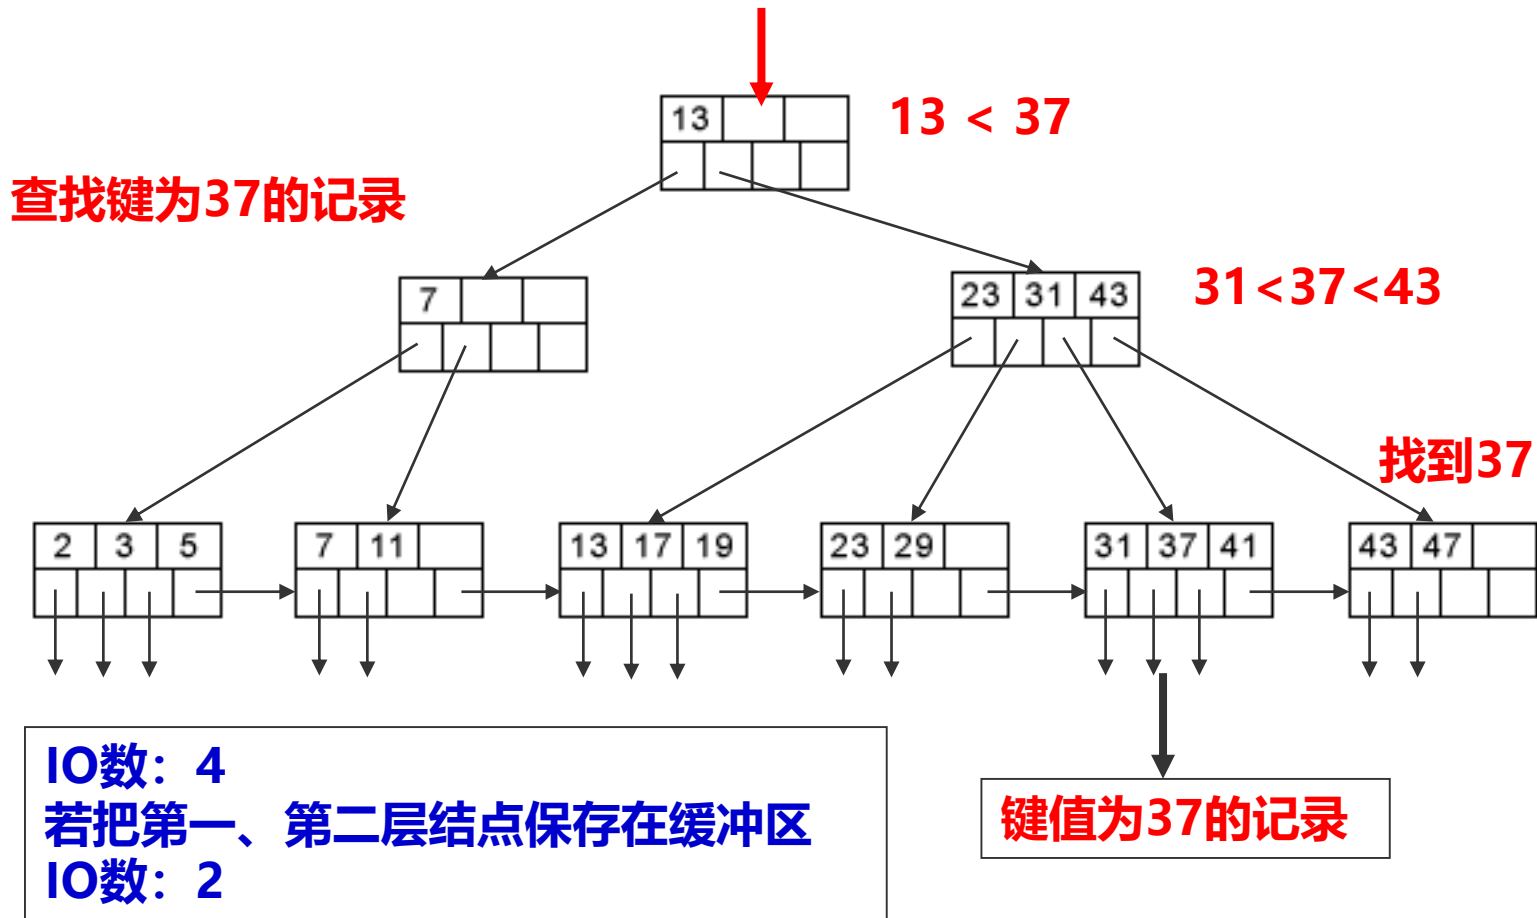 13 13 < 37
查找键为37的记录
7 23 31 43 31<37<43
找到37
2 3 5 7 11 13 17 19 23 29 31 37 41 43 47
IO数：4
若把第一、第二层结点保存在缓冲区
IO数：2
键值为37的记录